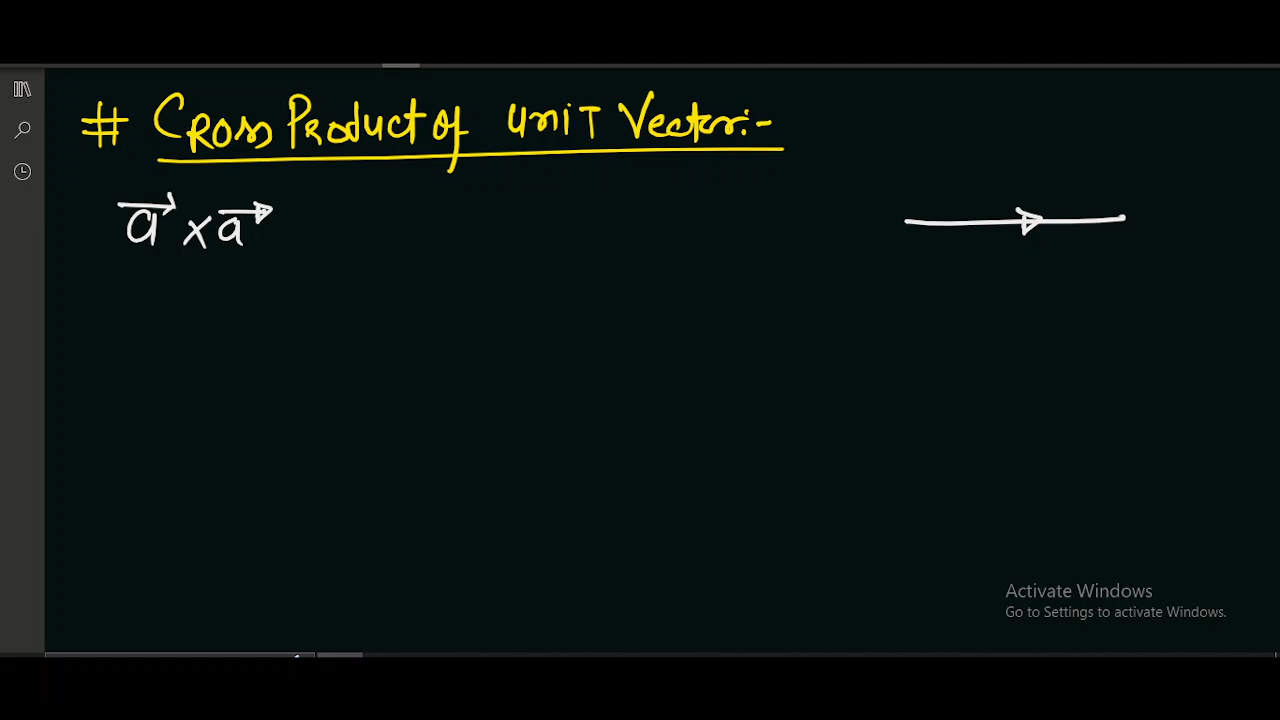 # Cross Product of unit Vector:-
a⃗ × a⃗
Activate Windows
Go to Settings to activate Windows.